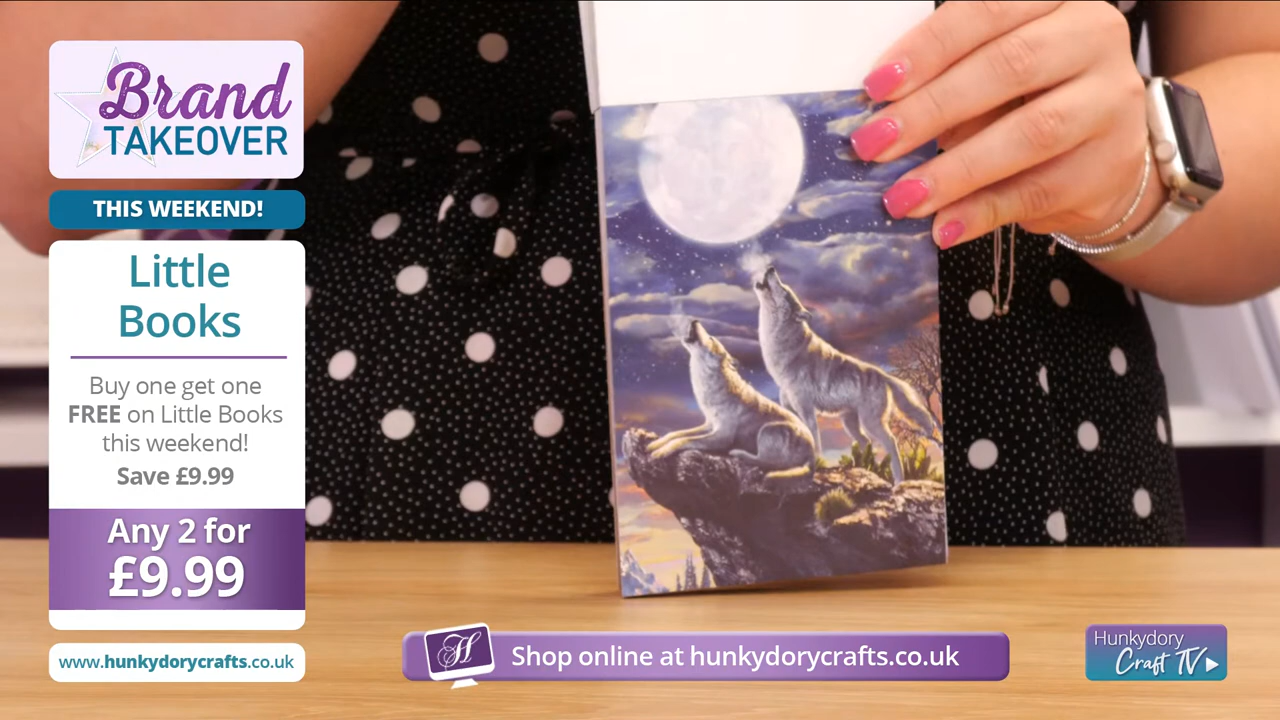 Brand
TAKEOVER
THIS WEEKEND!
Little
Books
Buy one get one
FREE on Little Books
this weekend!
Save £9.99
Any 2 for
£9.99
www.hunkydorycrafts.co.uk
H
Shop online at hunkydorycrafts.co.uk
Hunkydory
Craft TV